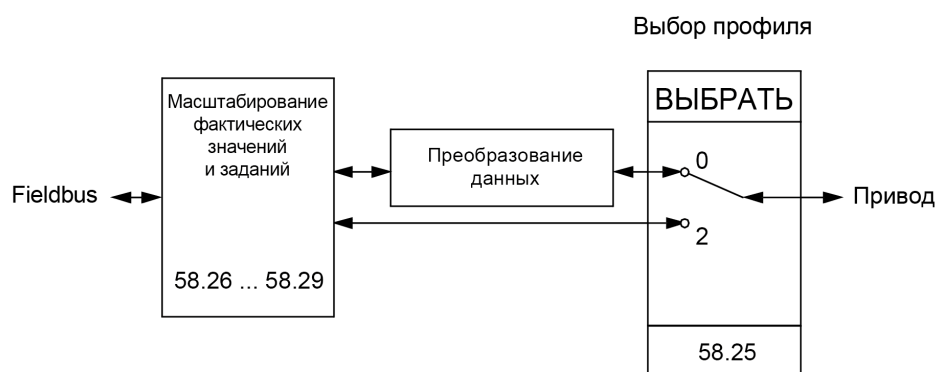 Выбор профиля
Масштабирование
фактических
значений
и заданий
58.26 ... 58.29
Fieldbus
Преобразование
данных
ВЫБРАТЬ
0
2
58.25
Привод